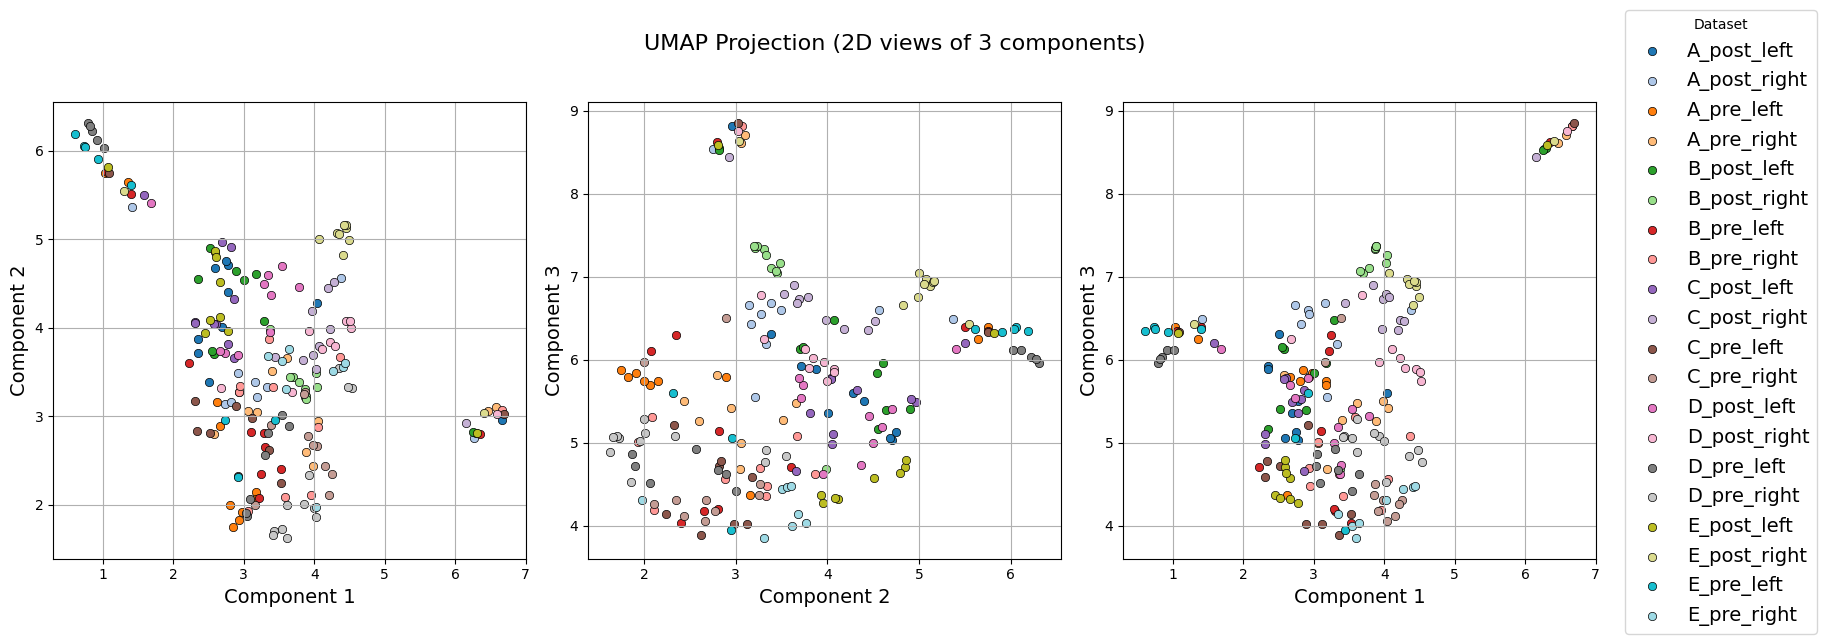 UMAP Projection (2D views of 3 components)
Component 2
6
5
4
3
2
1 2 3 4 5 6 7
Component 1
Component 3
9
8
7
6
5
4
2 3 4 5 6
Component 2
Component 3
9
8
7
6
5
4
1 2 3 4 5 6 7
Component 1
Dataset
A_post_left
A_post_right
A_pre_left
A_pre_right
B_post_left
B_post_right
B_pre_left
B_pre_right
C_post_left
C_post_right
C_pre_left
C_pre_right
D_post_left
D_post_right
D_pre_left
D_pre_right
E_post_left
E_post_right
E_pre_left
E_pre_right